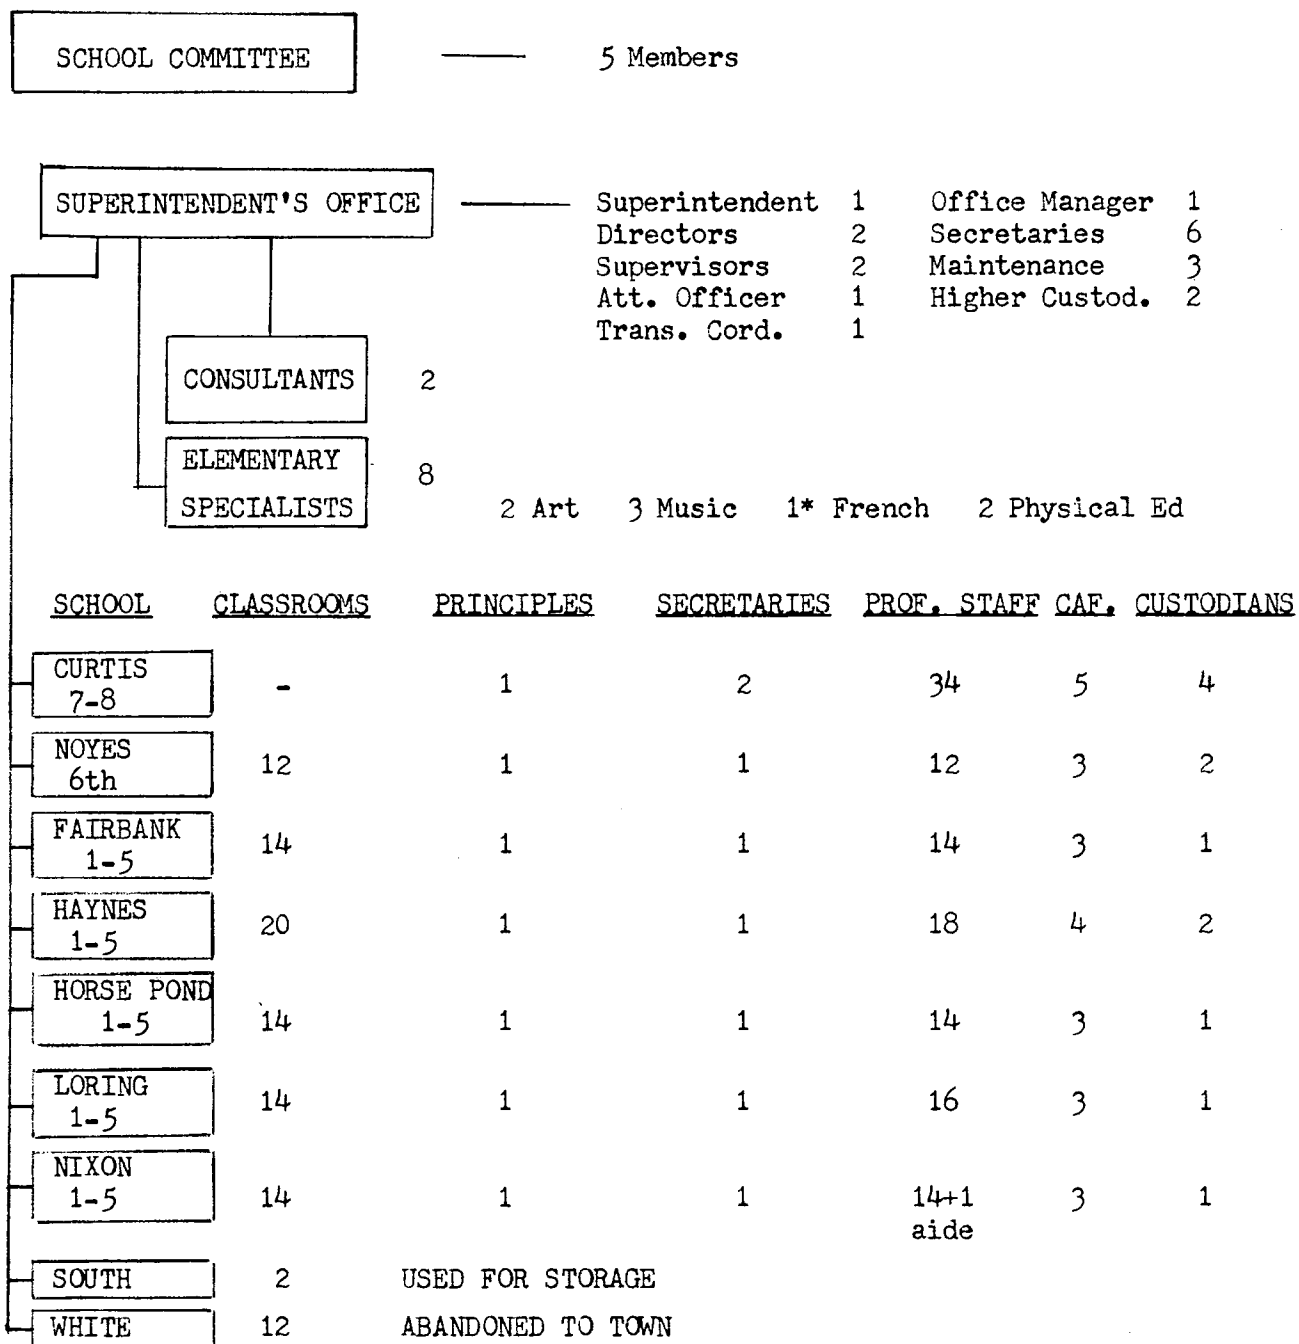 SCHOOL COMMITTEE 5 Members
SUPERINTENDENT'S OFFICE Superintendent 1 Office Manager 1
Directors 2 Secretaries 6
Supervisors 2 Maintenance 3
Att. Officer 1 Higher Custod. 2
Trans. Cord. 1
CONSULTANTS 2
ELEMENTARY
SPECIALISTS 8
2 Art 3 Music 1* French 2 Physical Ed
SCHOOL CLASSROOMS PRINCIPLES SECRETARIES PROF. STAFF CAF. CUSTODIANS
CURTIS
7-8 - 1 2 34 5 4
NOYES
6th 12 1 1 12 3 2
FAIRBANK
1-5 14 1 1 14 3 1
HAYNES
1-5 20 1 1 18 4 2
HORSE POND
1-5 14 1 1 14 3 1
LORING
1-5 14 1 1 16 3 1
NIXON
1-5 14 1 1 14+1 3 1
aide
SOUTH 2 USED FOR STORAGE
WHITE 12 ABANDONED TO TOWN